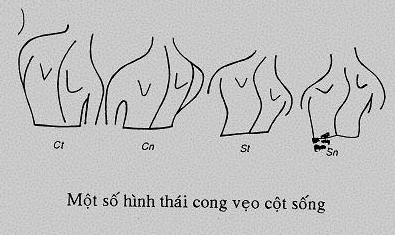 Ct Cn St Sn
Một số hình thái cong vẹo cột sống